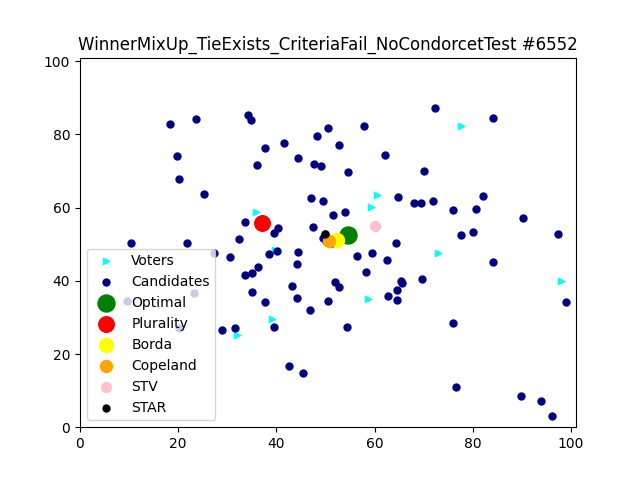 WinnerMixUp_TieExists_CriteriaFail_NoCondorcetTest #6552
100
80
60
40
20
0
Voters
Candidates
Optimal
Plurality
Borda
Copeland
STV
STAR
0 20 40 60 80 100